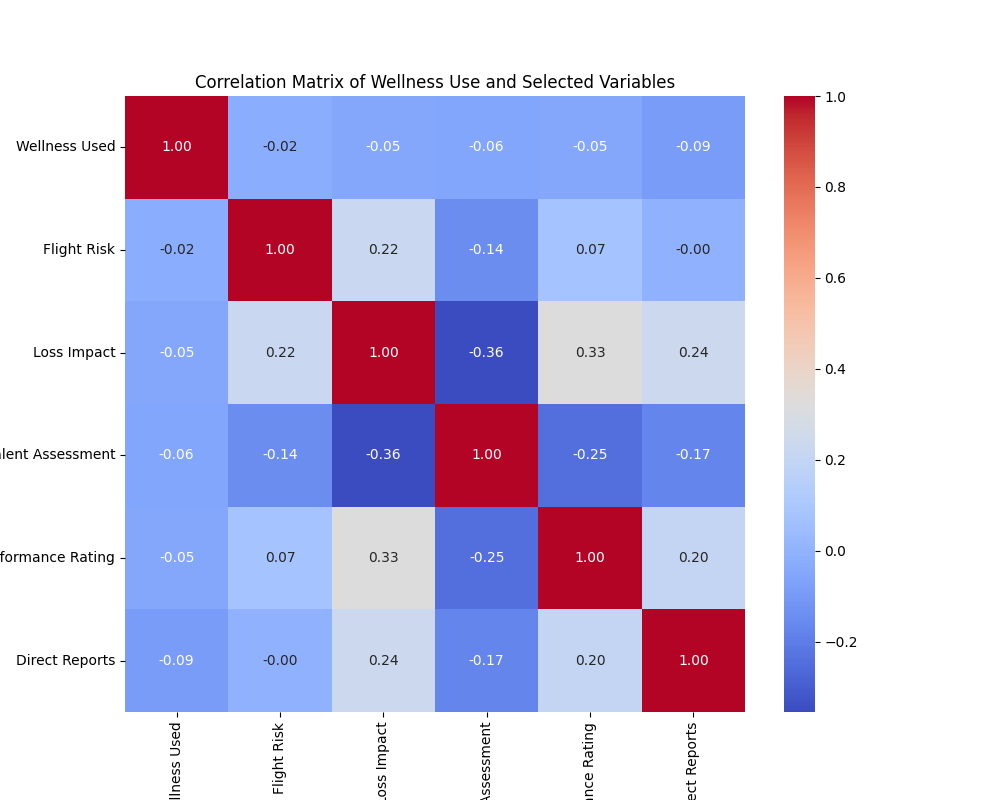 Correlation Matrix of Wellness Use and Selected Variables
Wellness Used 1.00 -0.02 -0.05 -0.06 -0.05 -0.09
Flight Risk -0.02 1.00 0.22 -0.14 0.07 -0.00
Loss Impact -0.05 0.22 1.00 -0.36 0.33 0.24
lent Assessment -0.06 -0.14 -0.36 1.00 -0.25 -0.17
formance Rating -0.05 0.07 0.33 -0.25 1.00 0.20
Direct Reports -0.09 -0.00 0.24 -0.17 0.20 1.00
llness Used
Flight Risk
Loss Impact
Assessment
ance Rating
ect Reports
1.0
0.8
0.6
0.4
0.2
0.0
−0.2